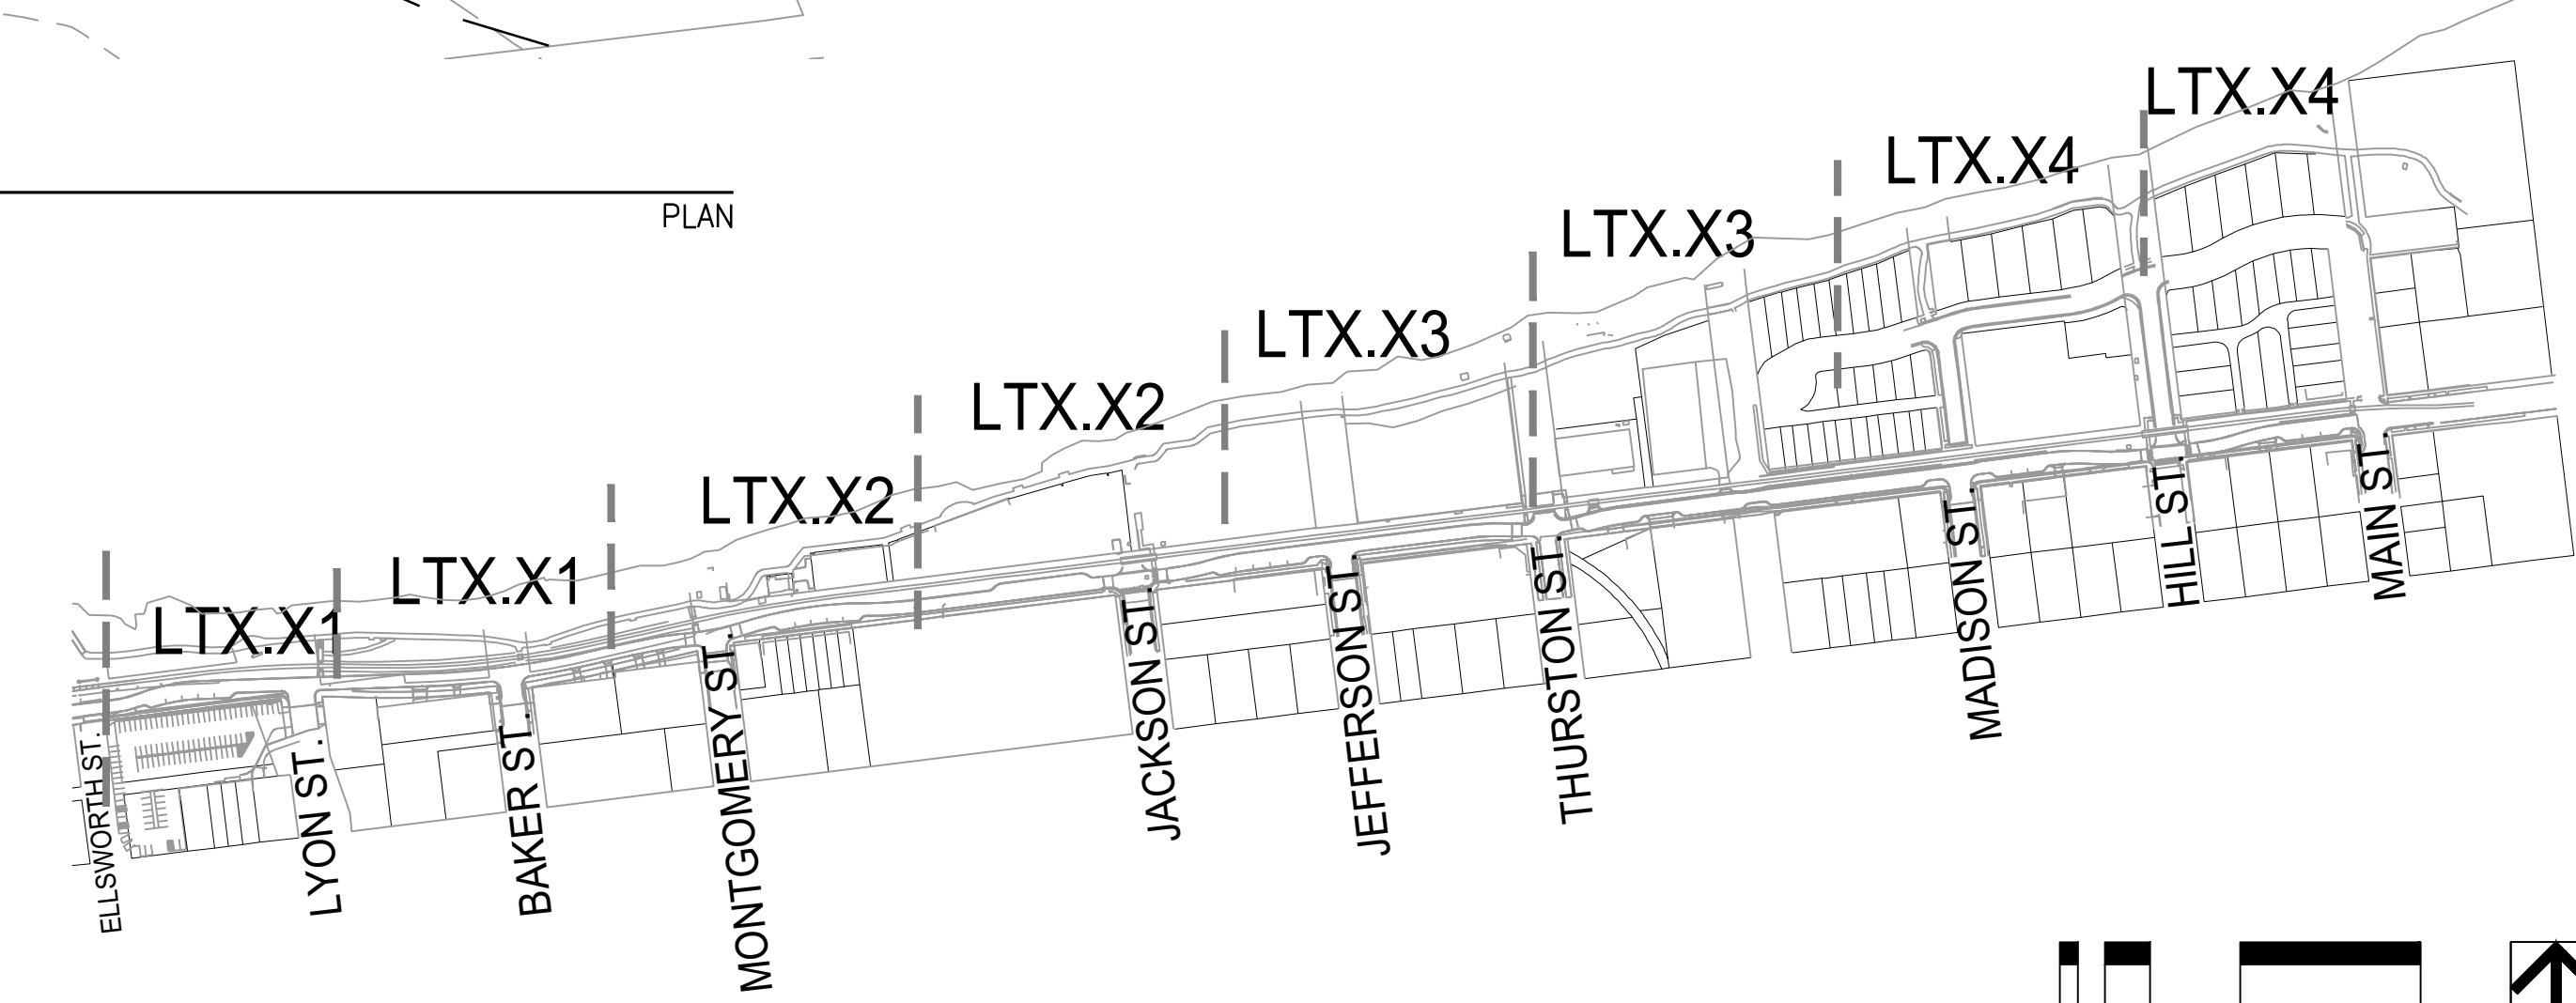 LTX.X4
LTX.X4
PLAN
LTX.X3
LTX.X3
LTX.X2
LTX.X2
LTX.X1
LTX.X1
ELLSWORTH ST.
LYON ST.
BAKER ST.
MONTGOMERY ST.
JACKSON ST.
JEFFERSON ST.
THURSTON ST.
MADISON ST.
HILL ST.
MAIN ST.